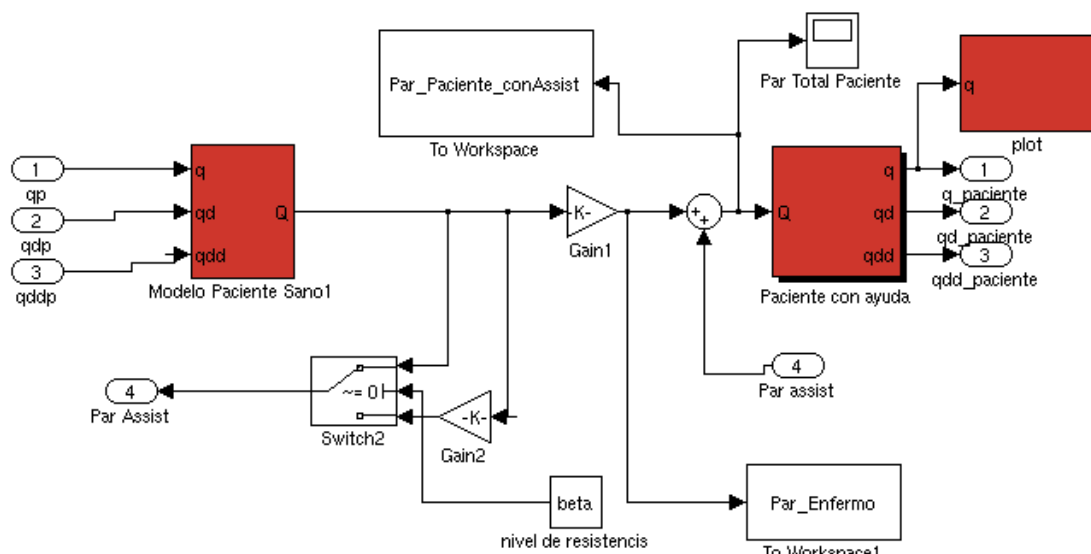 Par_Paciente_conAssist
To Workspace
Par Total Paciente
q
plot
1
qp
2
qdp
3
qddp
q
qd
qdd
Q
Modelo Paciente Sano1
-K-
Gain1
+
+
Q
q
qd
qdd
Paciente con ayuda
1
q_paciente
2
qd_paciente
3
qdd_paciente
4
Par Assist
~= 0
Switch2
-K-
Gain2
4
Par assist
beta
nivel de resistencis
Par_Enfermo
To Workspace1